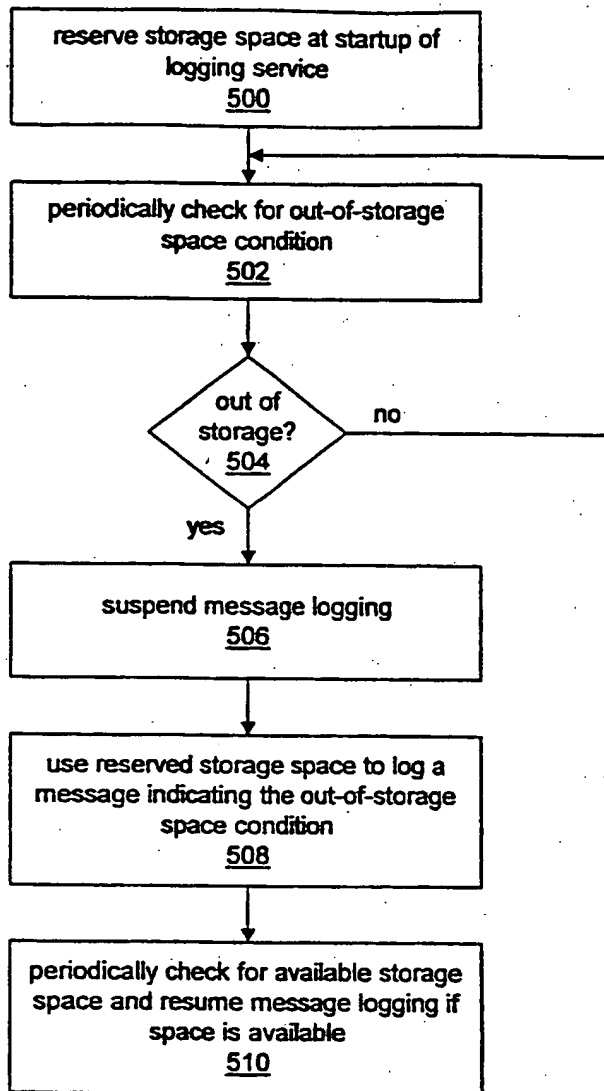 reserve storage space at startup of
logging service
500
periodically check for out-of-storage
space condition
502
out of
storage?
504
no
yes
suspend message logging
506
use reserved storage space to log a
message indicating the out-of-storage
space condition
508
periodically check for available storage
space and resume message logging if
space is available
510